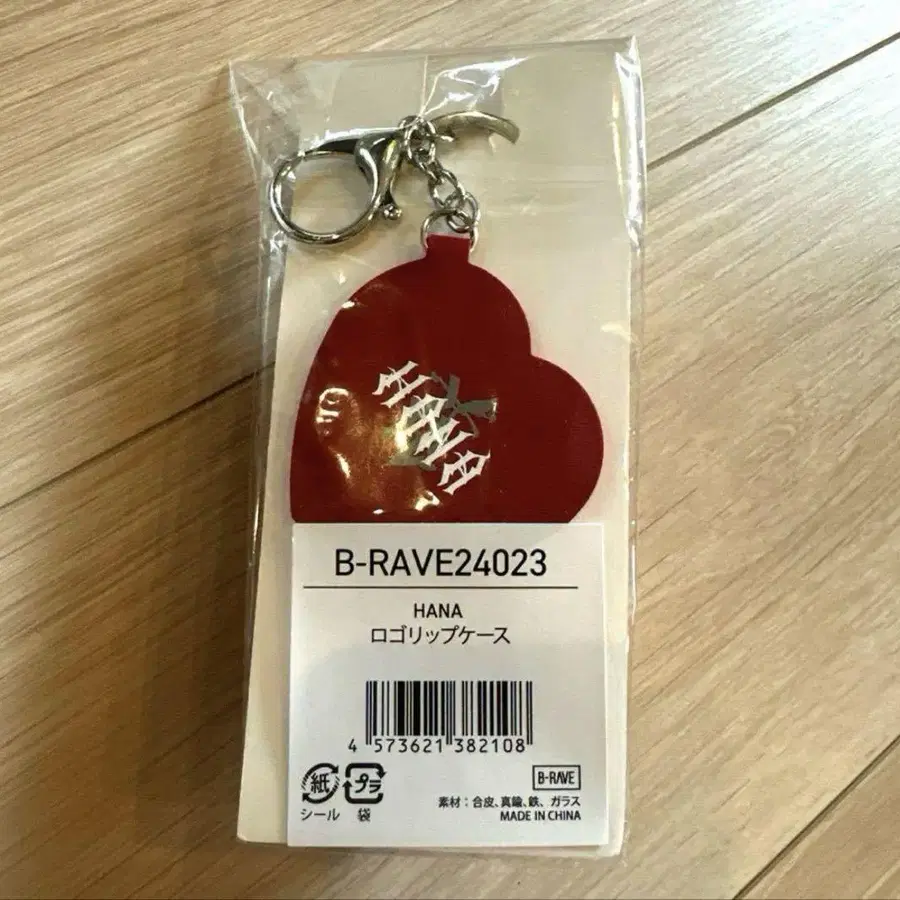 HANA
B-RAVE24023
HANA
ロゴリップケース
4 573621 382108
紙 プラ
シール 袋
B-RAVE
素材：合皮、真鍮、鉄、ガラス
MADE IN CHINA